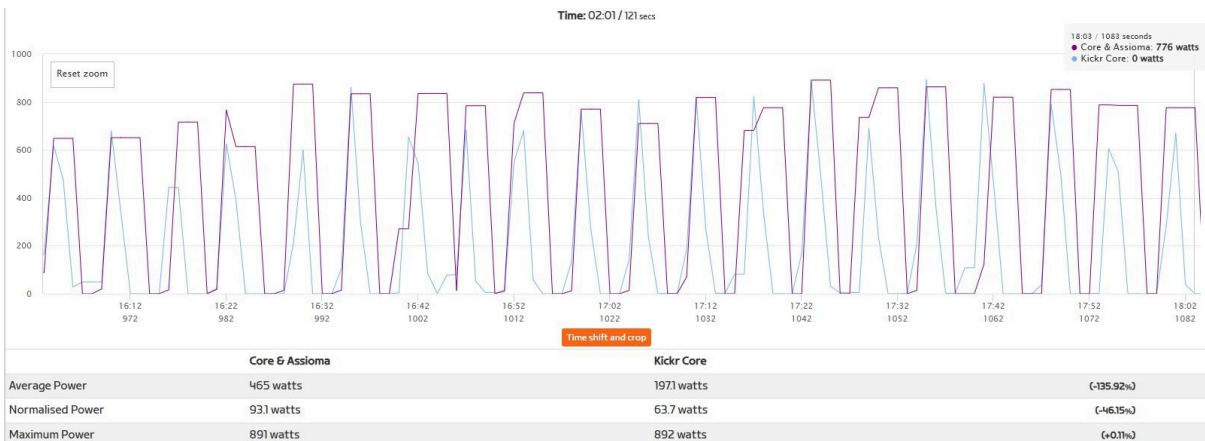 Time: 02:01 / 121 secs
18:03 / 1083 seconds
Core & Assioma: 776 watts
Kickr Core: 0 watts
Reset zoom
1000
800
600
400
200
0
16:12 16:22 16:32 16:42 16:52 17:02 17:12 17:22 17:32 17:42 17:52 18:02
972 982 992 1002 1012 1022 1032 1042 1052 1062 1072 1082
Time shift and crop
Core & Assioma Kickr Core
Average Power 465 watts 197.1 watts (-135.92%)
Normalised Power 93.1 watts 63.7 watts (-46.15%)
Maximum Power 891 watts 892 watts (+0.11%)